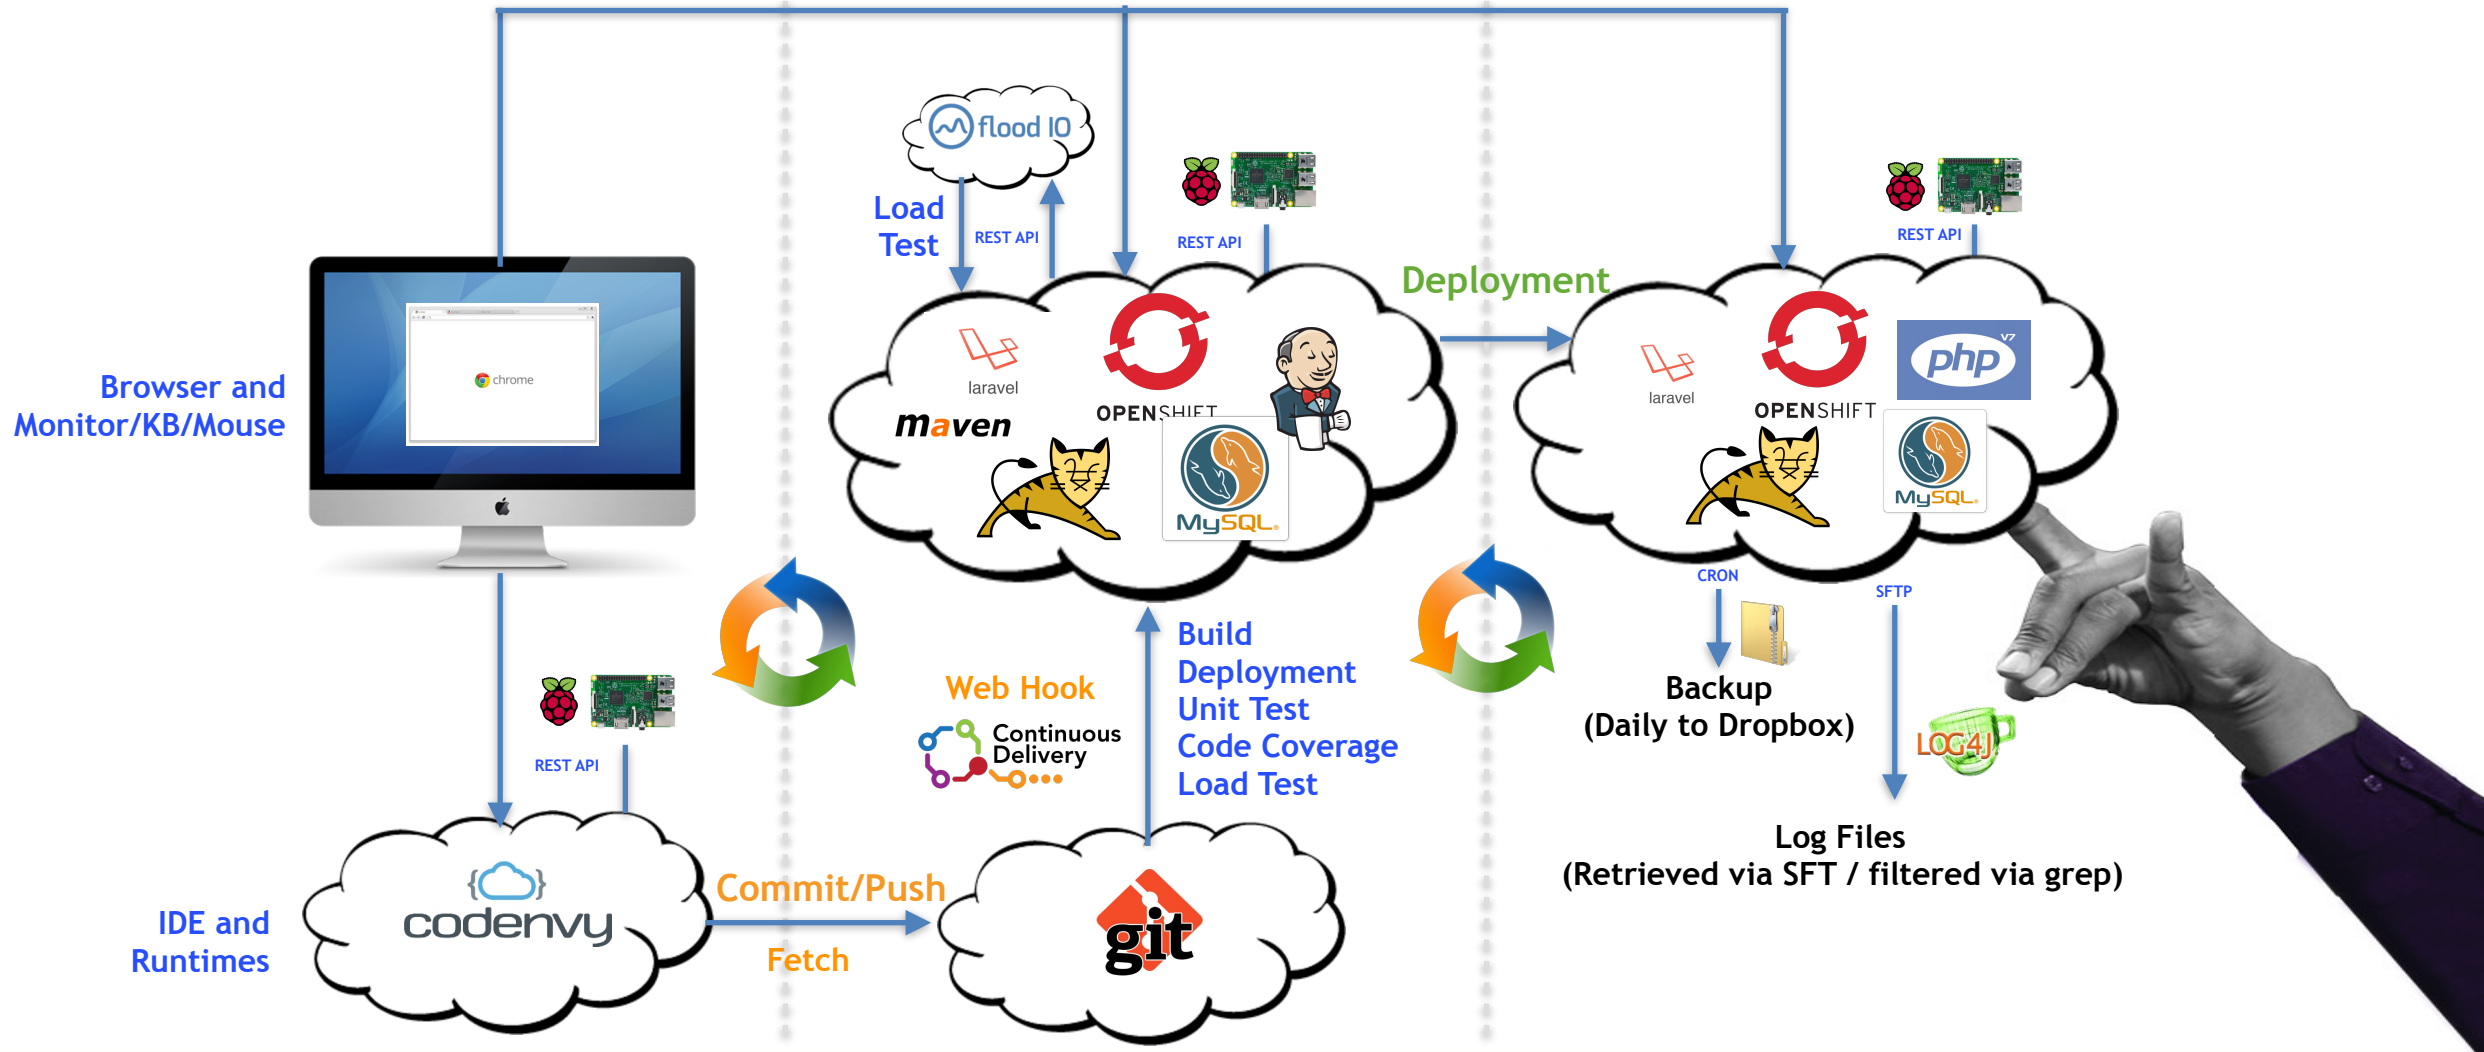 flood IO
Load
Test
REST API
REST API
REST API
Deployment
Browser and
Monitor/KB/Mouse
chrome
laravel
maven
OPENSHIFT
MySQL
laravel
OPENSHIFT
php
V7
MySQL
CRON
SFTP
Backup
(Daily to Dropbox)
LOG4J
Log Files
(Retrieved via SFT / filtered via grep)
Web Hook
Continuous
Delivery
Build
Deployment
Unit Test
Code Coverage
Load Test
REST API
IDE and
Runtimes
{ }
codenvy
Commit/Push
Fetch
git